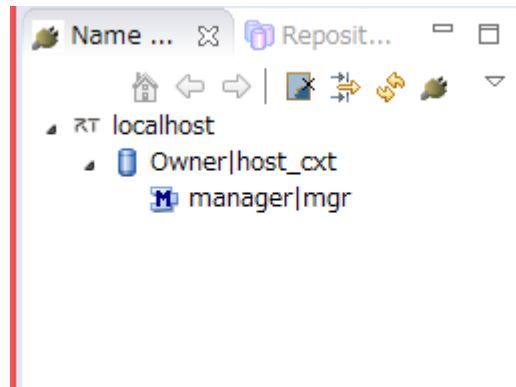 Name ... Reposit...
RT localhost
Owner|host_cxt
M manager|mgr